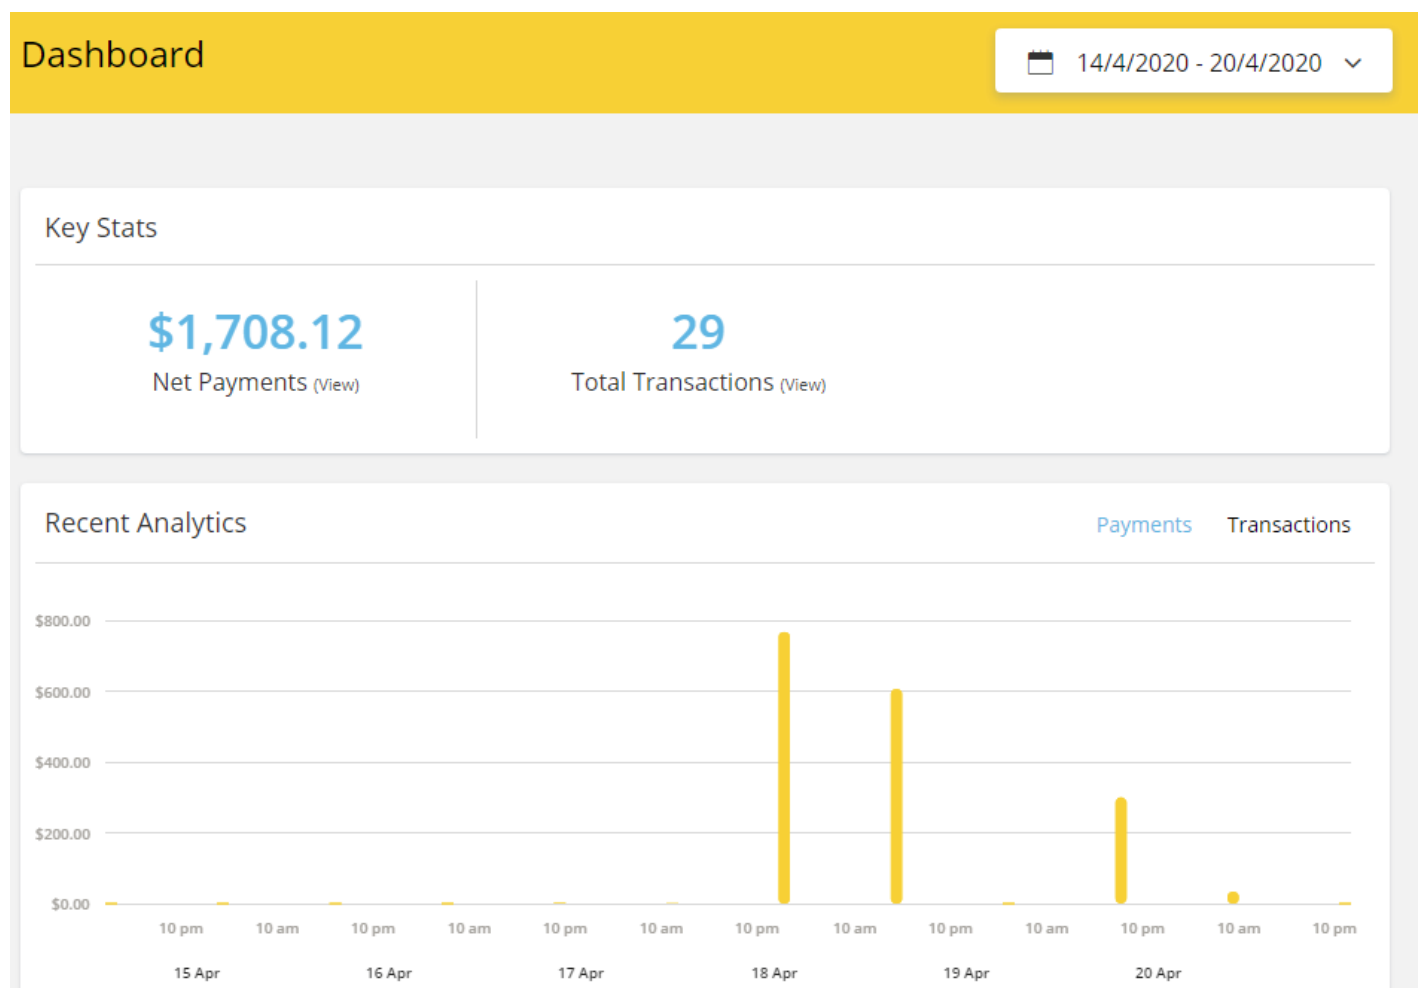 Dashboard
14/4/2020 - 20/4/2020
Key Stats
$1,708.12
Net Payments (View)
29
Total Transactions (View)
Recent Analytics
Payments Transactions
$800.00
$600.00
$400.00
$200.00
$0.00
10 pm 10 am 10 pm 10 am 10 pm 10 am 10 pm 10 am 10 pm 10 am 10 pm 10 am 10 pm
15 Apr 16 Apr 17 Apr 18 Apr 19 Apr 20 Apr